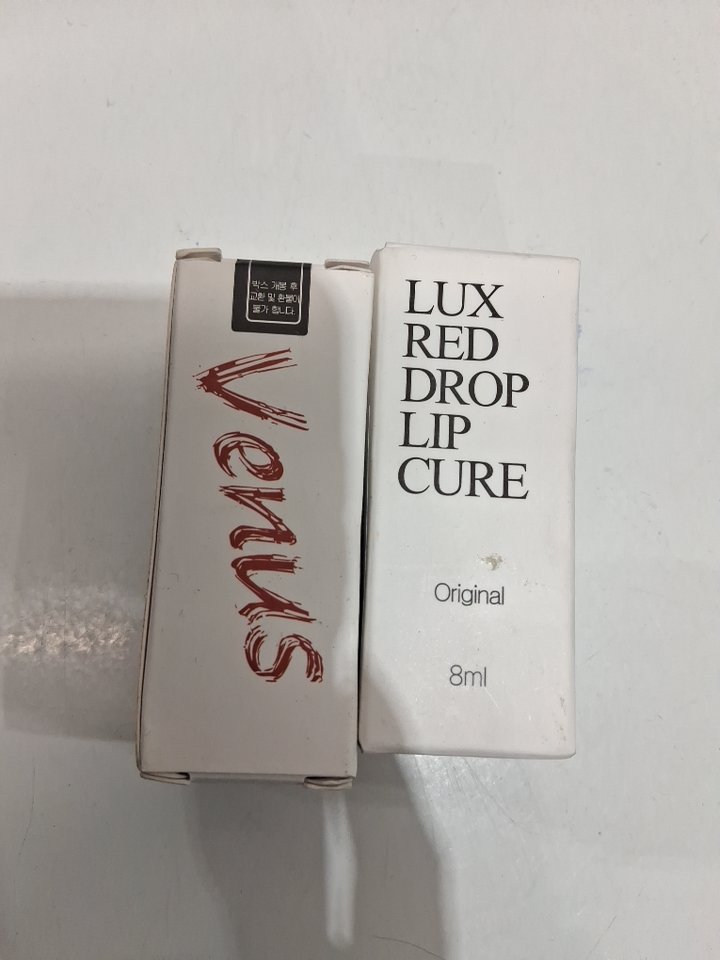 박스 개봉 후
교환 및 환불이
불가 합니다.
Venus
LUX
RED
DROP
LIP
CURE
Original
8ml